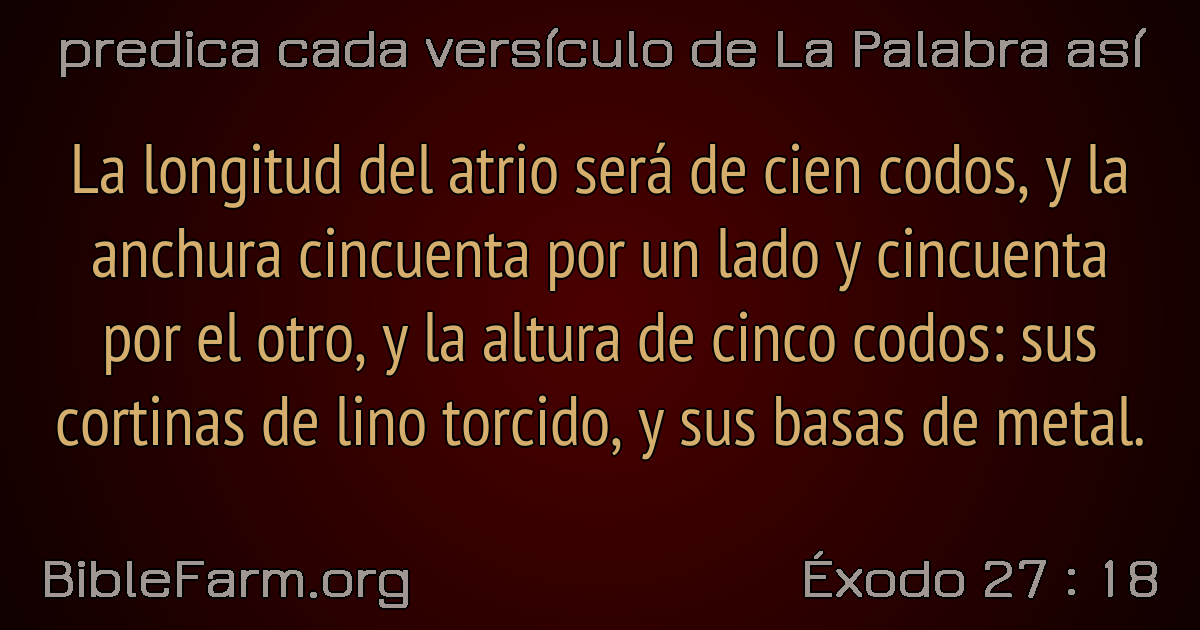 predica cada versículo de La Palabra así
La longitud del atrio será de cien codos, y la
anchura cincuenta por un lado y cincuenta
por el otro, y la altura de cinco codos: sus
cortinas de lino torcido, y sus basas de metal.
BibleFarm.org
Éxodo 27 : 18